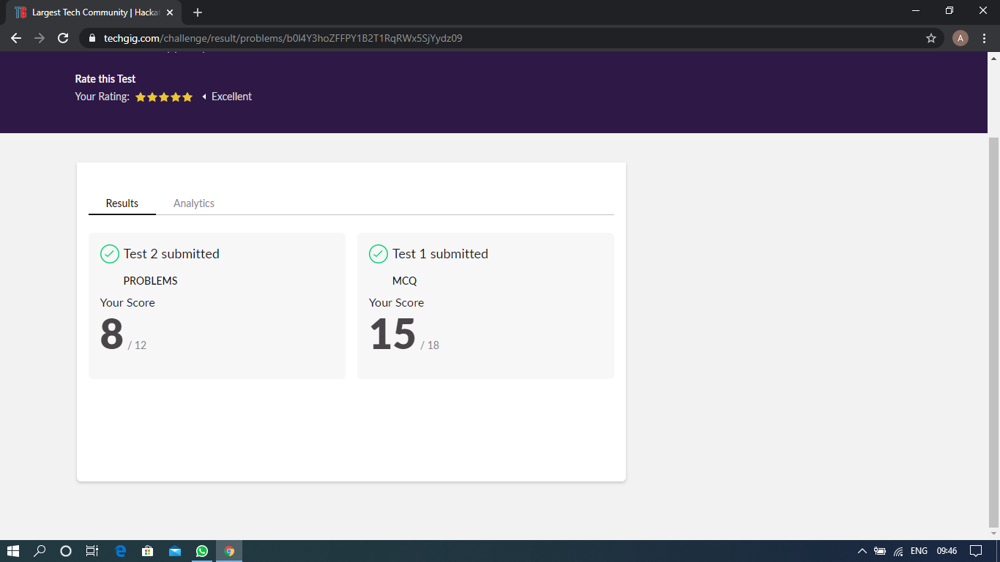 Largest Tech Community | Hacka
techgig.com/challenge/result/problems/b0l4Y3hoZFFPY1B2T1RqRWx5SjYydz09
A
Rate this Test
Your Rating: Excellent
Results Analytics
Test 2 submitted
PROBLEMS
Your Score
8 / 12
Test 1 submitted
MCQ
Your Score
15 / 18
ENG 09:46